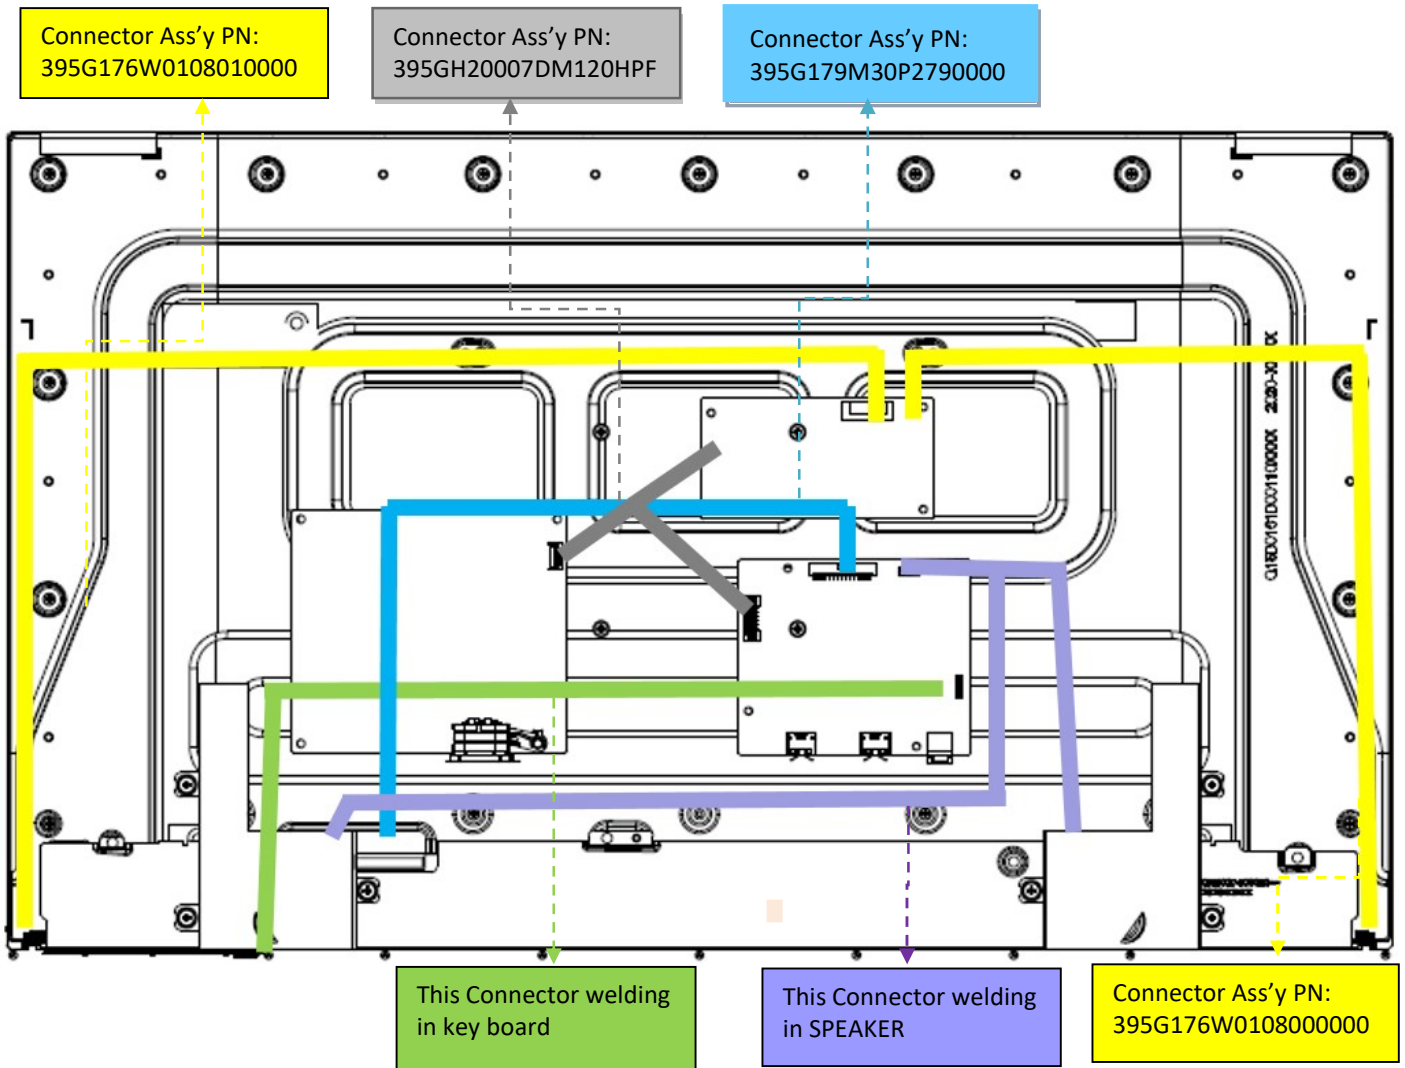 Connector Ass’y PN:
395G176W0108010000
Connector Ass’y PN:
395GH20007DM120HPF
Connector Ass’y PN:
395G179M30P2790000
This Connector welding
in key board
This Connector welding
in SPEAKER
Connector Ass’y PN:
395G176W0108000000